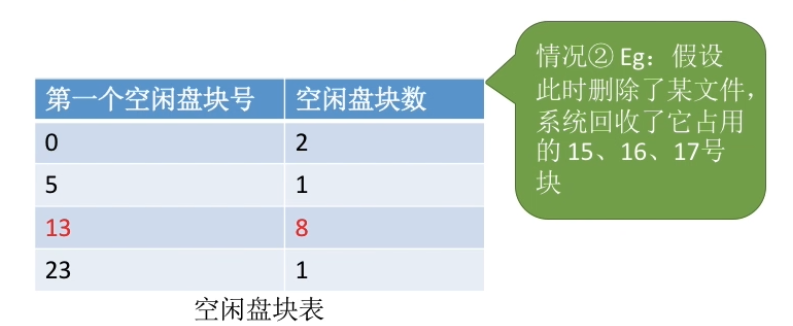 第一个空闲盘块号 空闲盘块数
0 2
5 1
13 8
23 1
空闲盘块表
情况② Eg：假设
此时删除了某文件，
系统回收了它占用
的 15、16、17号
块